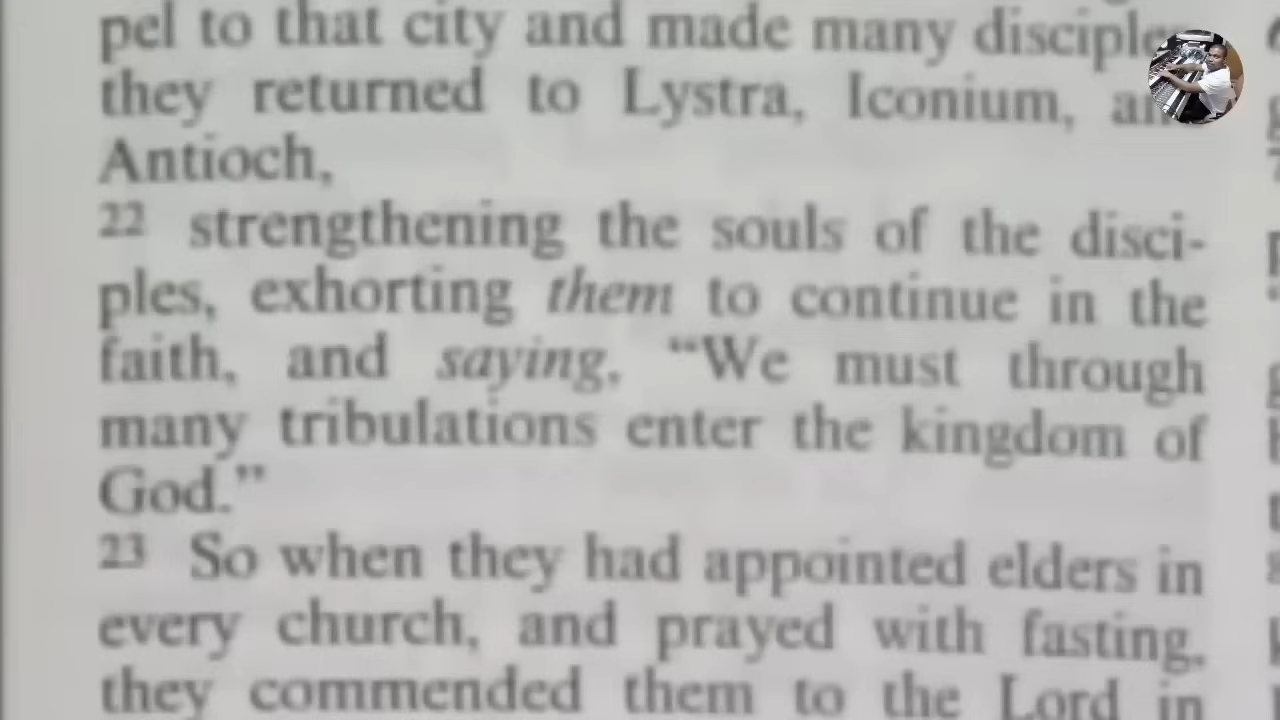 pel to that city and made many disciples
they returned to Lystra, Iconium, and
Antioch,
22 strengthening the souls of the disci-
ples, exhorting them to continue in the
faith, and saying, “We must through
many tribulations enter the kingdom of
God.”
23 So when they had appointed elders in
every church, and prayed with fasting,
they commended them to the Lord in